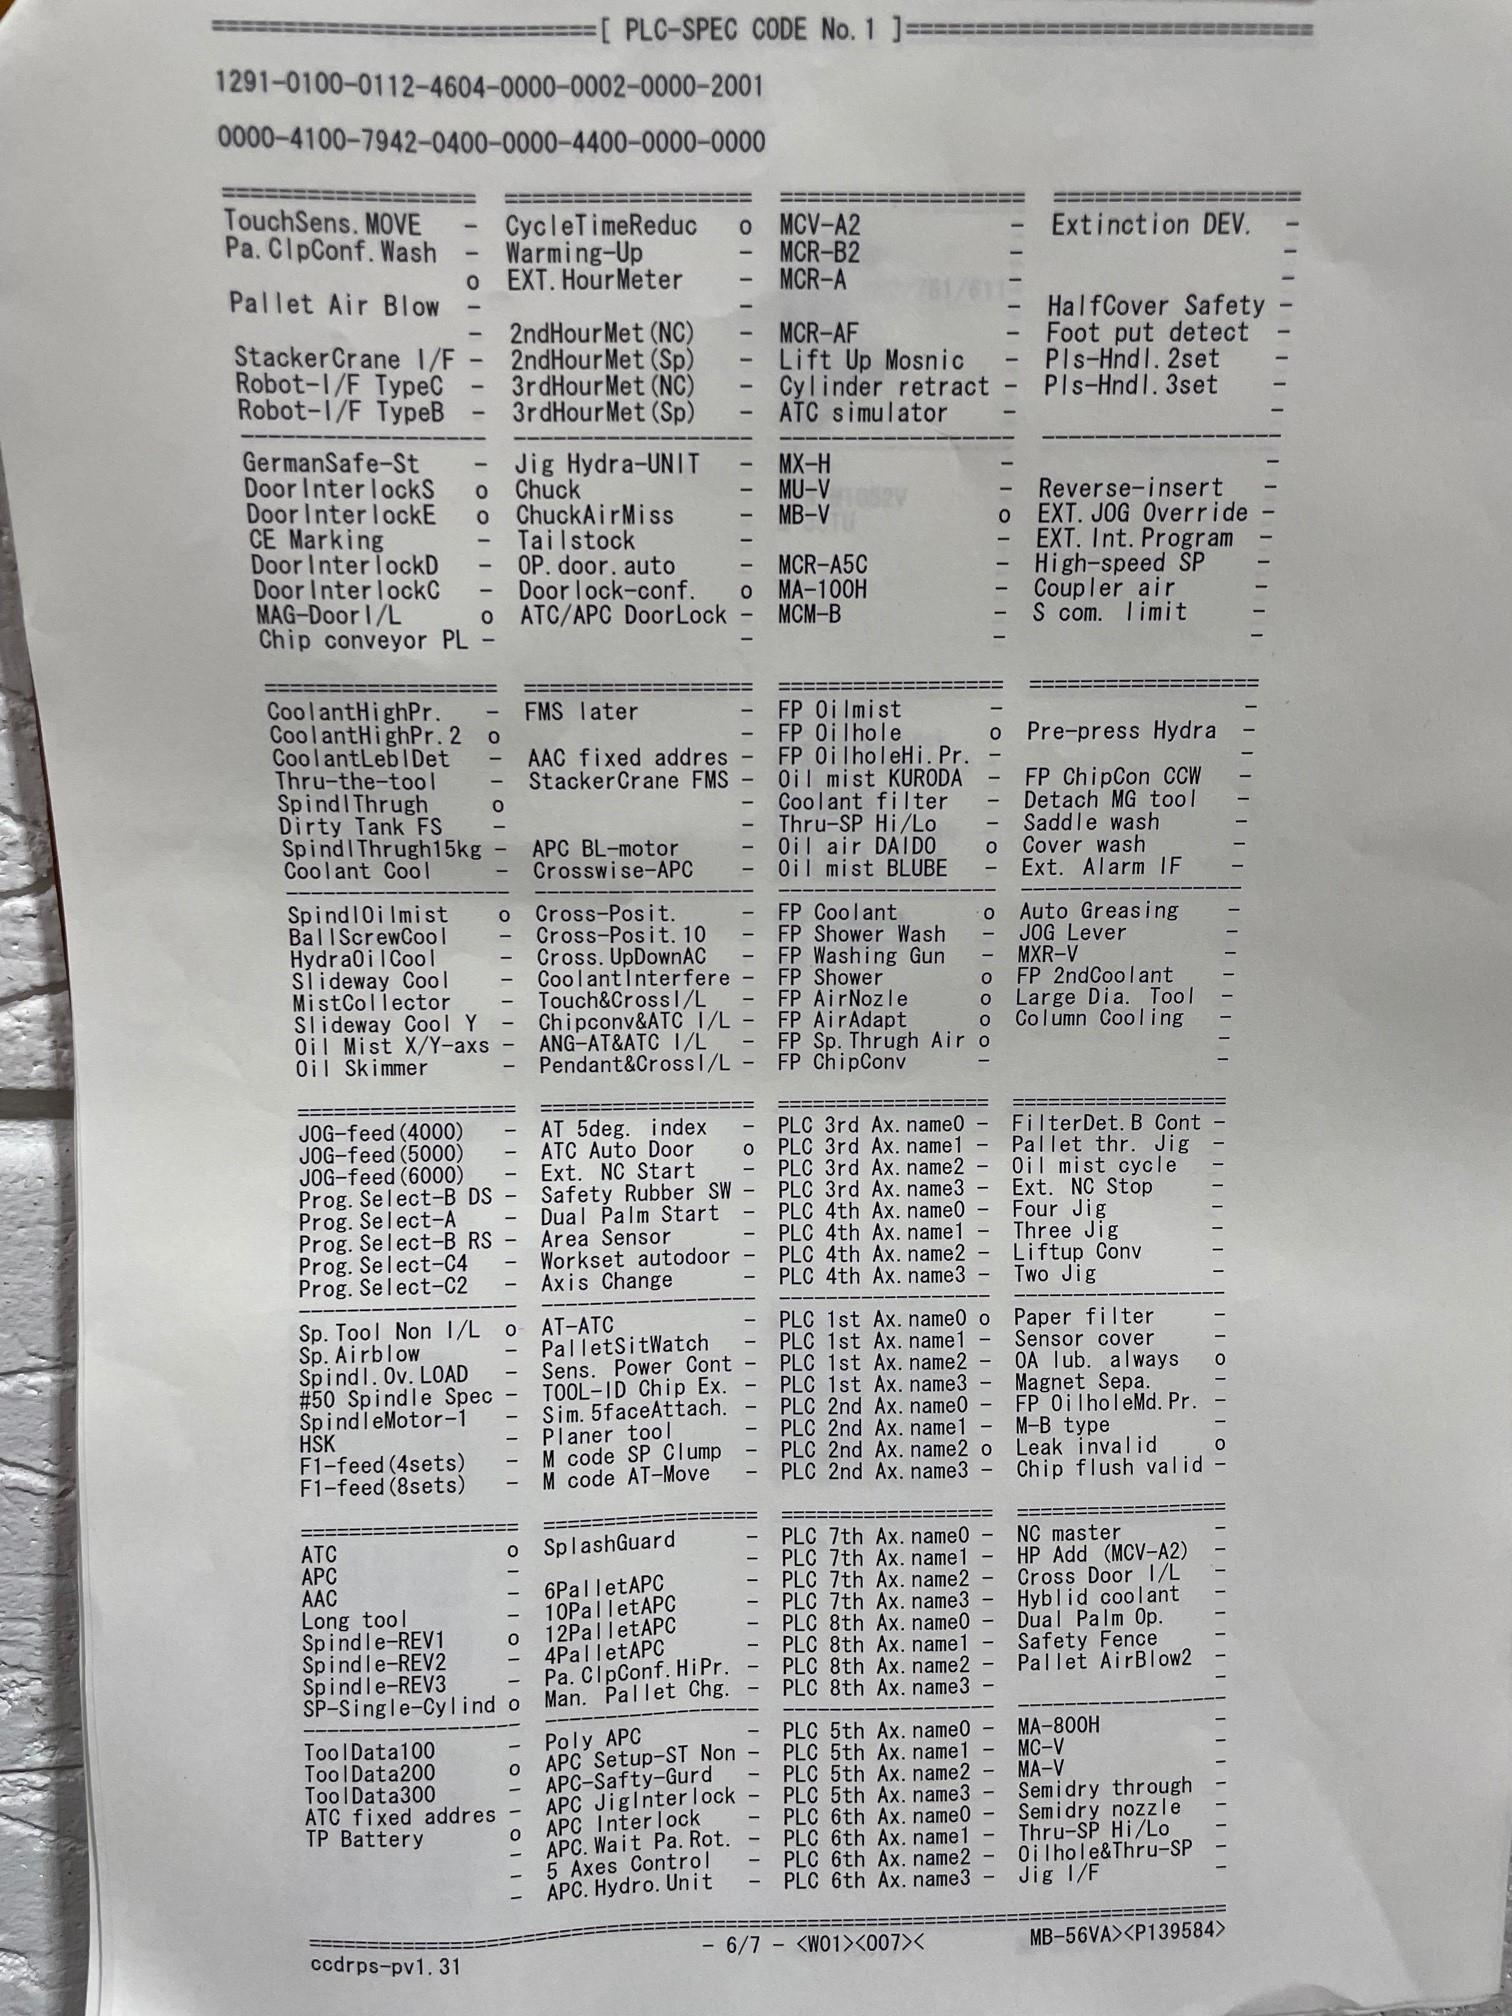 ====================[ PLC-SPEC CODE No. 1 ]====================
1291-0100-0112-4604-0000-0002-0000-2001
0000-4100-7942-0400-0000-4400-0000-0000
================== ================== ================== ==================
TouchSens. MOVE - CycleTimeReduc o MCV-A2 - Extinction DEV. -
Pa. ClpConf. Wash - Warming-Up - MCR-B2 - -
o EXT. HourMeter - MCR-A - -
Pallet Air Blow - - - HalfCover Safety -
- 2ndHourMet(NC) - MCR-AF - Foot put detect -
StackerCrane I/F - 2ndHourMet(Sp) - Lift Up Mosnic - Pls-Hndl. 2set -
Robot-I/F TypeC - 3rdHourMet(NC) - Cylinder retract - Pls-Hndl. 3set -
Robot-I/F TypeB - 3rdHourMet(Sp) - ATC simulator - -
------------------ ------------------ ------------------ ------------------
GermanSafe-St - Jig Hydra-UNIT - MX-H - -
DoorInterlockS o Chuck - MU-V - Reverse-insert -
DoorInterlockE o ChuckAirMiss - MB-V o EXT. JOG Override -
CE Marking - Tailstock - - EXT. Int. Program -
DoorInterlockD - OP. door. auto - MCR-A5C - High-speed SP -
DoorInterlockC - Doorlock-conf. o MA-100H - Coupler air -
MAG-DoorI/L o ATC/APC DoorLock - MCM-B - S com. limit -
Chip conveyor PL - - - -
================== ================== ================== ==================
CoolantHighPr. - FMS later - FP Oilmist - -
CoolantHighPr. 2 o - FP Oilhole o Pre-press Hydra -
CoolantLeblDet - AAC fixed addres - FP OilholeHi. Pr. -
Thru-the-tool - StackerCrane FMS - Oil mist KURODA - FP ChipCon CCW -
SpindlThrugh o - Coolant filter - Detach MG tool -
Dirty Tank FS - - Thru-SP Hi/Lo - Saddle wash -
SpindlThrugh15kg - APC BL-motor - Oil air DAIDO o Cover wash -
Coolant Cool - Crosswise-APC - Oil mist BLUBE - Ext. Alarm IF -
------------------ ------------------ ------------------ ------------------
SpindlOilmist o Cross-Posit. - FP Coolant o Auto Greasing -
BallScrewCool - Cross-Posit. 10 - FP Shower Wash - JOG Lever -
HydraOilCool - Cross. UpDownAC - FP Washing Gun - MXR-V -
Slideway Cool - CoolantInterfere - FP Shower o FP 2ndCoolant -
MistCollector - Touch&CrossI/L - FP AirNozle o Large Dia. Tool -
Slideway Cool Y - Chipconv&ATC I/L - FP AirAdapt o Column Cooling -
Oil Mist X/Y-axs - ANG-AT&ATC I/L - FP Sp. Thrugh Air o -
Oil Skimmer - Pendant&CrossI/L - FP ChipConv - -
================== ================== ================== ==================
JOG-feed(4000) - AT 5deg. index - PLC 3rd Ax. name0 - FilterDet. B Cont -
JOG-feed(5000) - ATC Auto Door o PLC 3rd Ax. name1 - Pallet thr. Jig -
JOG-feed(6000) - Ext. NC Start - PLC 3rd Ax. name2 - Oil mist cycle -
Prog. Select-B DS - Safety Rubber SW - PLC 3rd Ax. name3 - Ext. NC Stop -
Prog. Select-A - Dual Palm Start - PLC 4th Ax. name0 - Four Jig -
Prog. Select-B RS - Area Sensor - PLC 4th Ax. name1 - Three Jig -
Prog. Select-C4 - Workset autodoor - PLC 4th Ax. name2 - Liftup Conv -
Prog. Select-C2 - Axis Change - PLC 4th Ax. name3 - Two Jig -
------------------ ------------------ ------------------ ------------------
Sp. Tool Non I/L o AT-ATC - PLC 1st Ax. name0 o Paper filter -
Sp. Airblow - PalletSitWatch - PLC 1st Ax. name1 - Sensor cover -
Spindl. Ov. LOAD - Sens. Power Cont - PLC 1st Ax. name2 - OA lub. always o
#50 Spindle Spec - TOOL-ID Chip Ex. - PLC 1st Ax. name3 - Magnet Sepa. -
SpindleMotor-1 - Sim. 5faceAttach. - PLC 2nd Ax. name0 - FP OilholeMd. Pr. -
HSK - Planer tool - PLC 2nd Ax. name1 - M-B type -
F1-feed(4sets) - M code SP Clump - PLC 2nd Ax. name2 o Leak invalid o
F1-feed(8sets) - M code AT-Move - PLC 2nd Ax. name3 - Chip flush valid -
================== ================== ================== ==================
ATC o SplashGuard - PLC 7th Ax. name0 - NC master -
APC - - PLC 7th Ax. name1 - HP Add (MCV-A2) -
AAC - 6PalletAPC - PLC 7th Ax. name2 - Cross Door I/L -
Long tool - 10PalletAPC - PLC 7th Ax. name3 - Hyblid coolant -
Spindle-REV1 o 12PalletAPC - PLC 8th Ax. name0 - Dual Palm Op. -
Spindle-REV2 - 4PalletAPC - PLC 8th Ax. name1 - Safety Fence -
Spindle-REV3 - Pa. ClpConf. HiPr. - PLC 8th Ax. name2 - Pallet AirBlow2 -
SP-Single-Cylind o Man. Pallet Chg. - PLC 8th Ax. name3 - -
------------------ ------------------ ------------------ ------------------
ToolData100 - Poly APC - PLC 5th Ax. name0 - MA-800H -
ToolData200 o APC Setup-ST Non - PLC 5th Ax. name1 - MC-V -
ToolData300 - APC-Safty-Gurd - PLC 5th Ax. name2 - MA-V -
ATC fixed addres - APC JigInterlock - PLC 5th Ax. name3 - Semidry through -
TP Battery o APC Interlock - PLC 6th Ax. name0 - Semidry nozzle -
- APC. Wait Pa. Rot. - PLC 6th Ax. name1 - Thru-SP Hi/Lo -
- 5 Axes Control - PLC 6th Ax. name2 - Oilhole&Thru-SP -
- APC. Hydro. Unit - PLC 6th Ax. name3 - Jig I/F -
==================================================================
ccdrps-pv1. 31 - 6/7 - <W01><007>< MB-56VA><P139584>